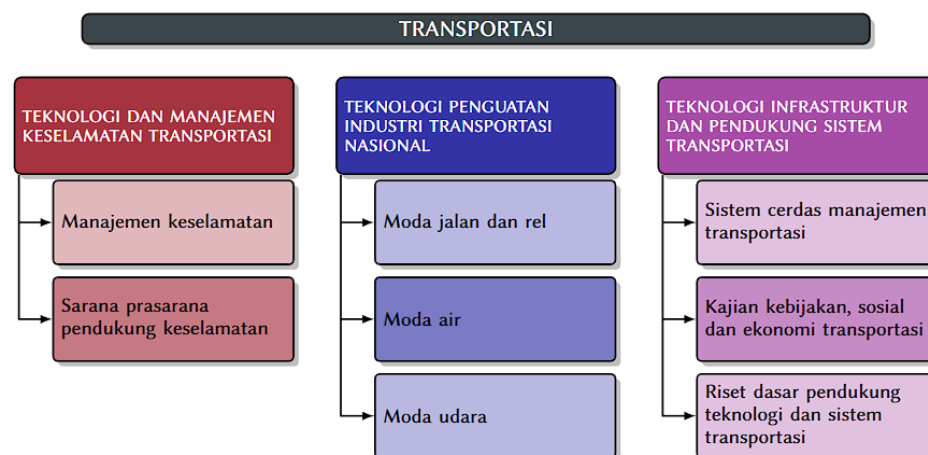 TRANSPORTASI
TEKNOLOGI DAN MANAJEMEN
KESELAMATAN TRANSPORTASI
Manajemen keselamatan
Sarana prasarana
pendukung keselamatan
TEKNOLOGI PENGUATAN
INDUSTRI TRANSPORTASI
NASIONAL
Moda jalan dan rel
Moda air
Moda udara
TEKNOLOGI INFRASTRUKTUR
DAN PENDUKUNG SISTEM
TRANSPORTASI
Sistem cerdas manajemen
transportasi
Kajian kebijakan, sosial
dan ekonomi transportasi
Riset dasar pendukung
teknologi dan sistem
transportasi